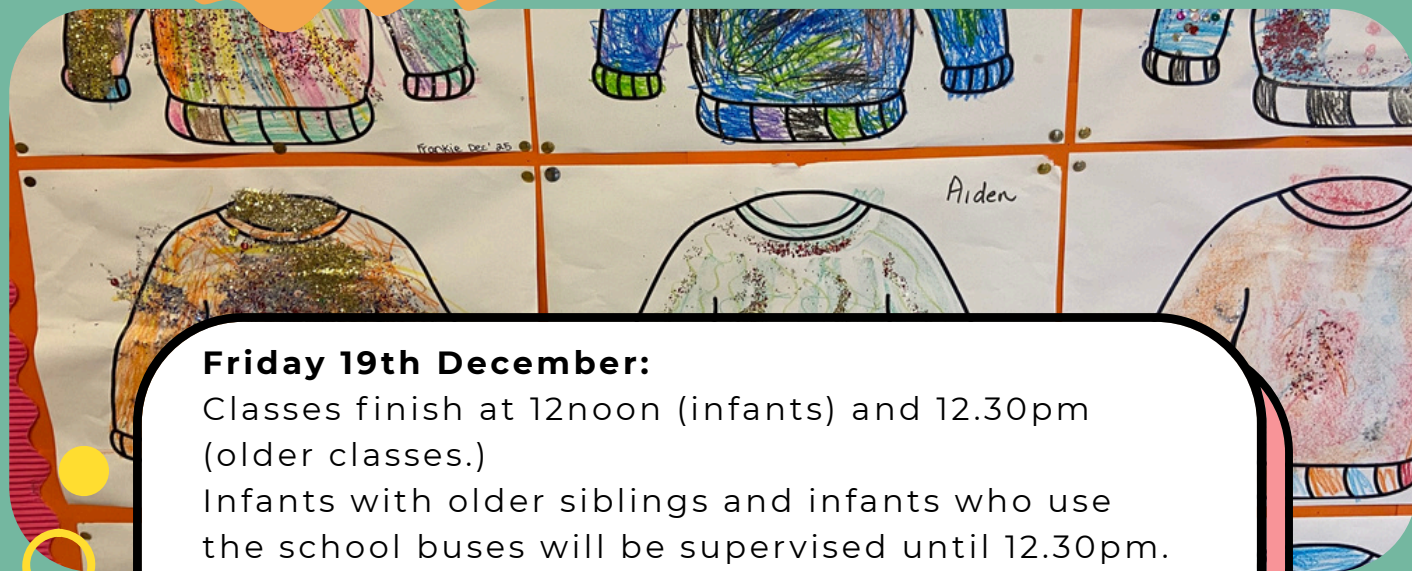 Frankie Dec' 25
Aiden
Friday 19th December:
Classes finish at 12noon (infants) and 12.30pm
(older classes.)
Infants with older siblings and infants who use
the school buses will be supervised until 12.30pm.